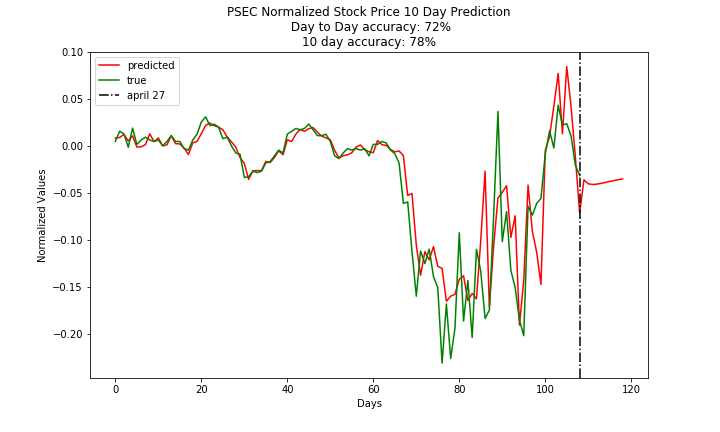 PSEC Normalized Stock Price 10 Day Prediction
Day to Day accuracy: 72%
10 day accuracy: 78%
0.10
0.05
0.00
−0.05
−0.10
−0.15
−0.20
Normalized Values
predicted
true
april 27
0
20
40
60
80
100
120
Days